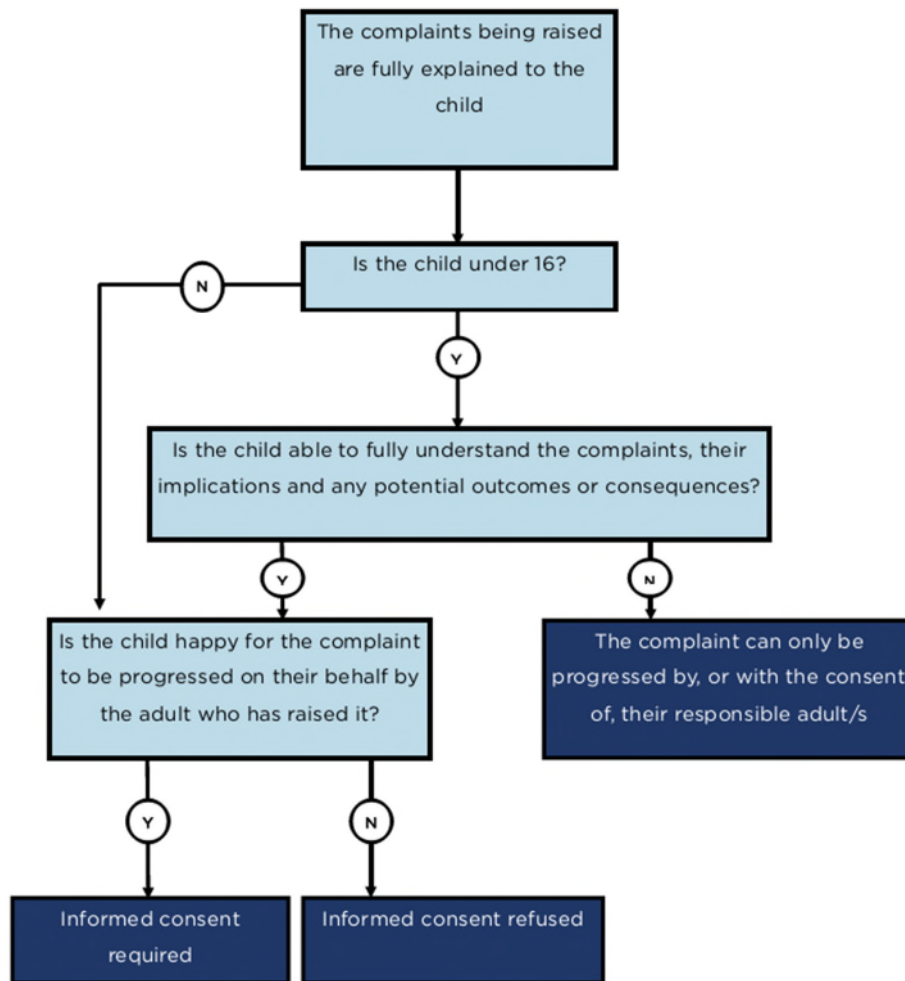 The complaints being raised
are fully explained to the
child
Is the child under 16?
N
Y
Is the child able to fully understand the complaints, their
implications and any potential outcomes or consequences?
Y
N
Is the child happy for the complaint
to be progressed on their behalf by
the adult who has raised it?
The complaint can only be
progressed by, or with the consent
of, their responsible adult/s
Y
N
Informed consent
required
Informed consent refused